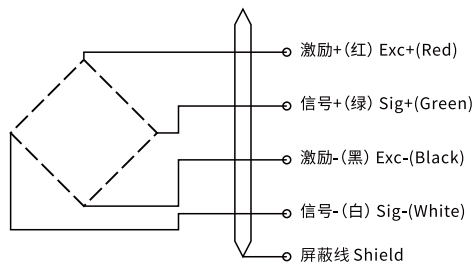 激励+(红) Exc+(Red)
信号+(绿) Sig+(Green)
激励-(黑) Exc-(Black)
信号-(白) Sig-(White)
屏蔽线 Shield